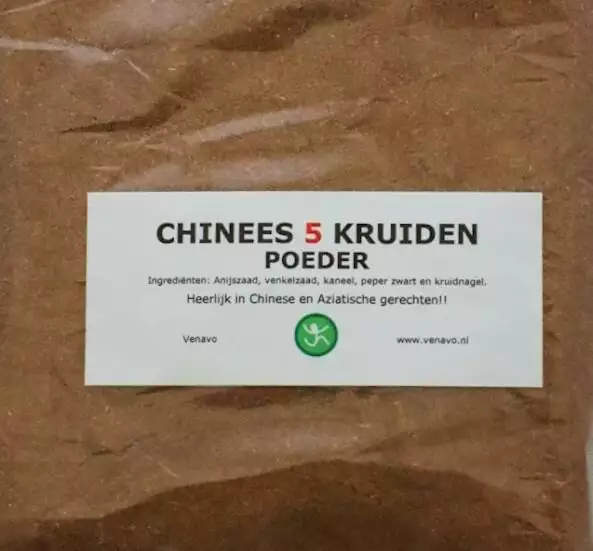 CHINEES 5 KRUIDEN
POEDER
Ingrediënten: Anijszaad, venkelzaad, kaneel, peper zwart en kruidnagel.
Heerlijk in Chinese en Aziatische gerechten!!
Venavo www.venavo.nl